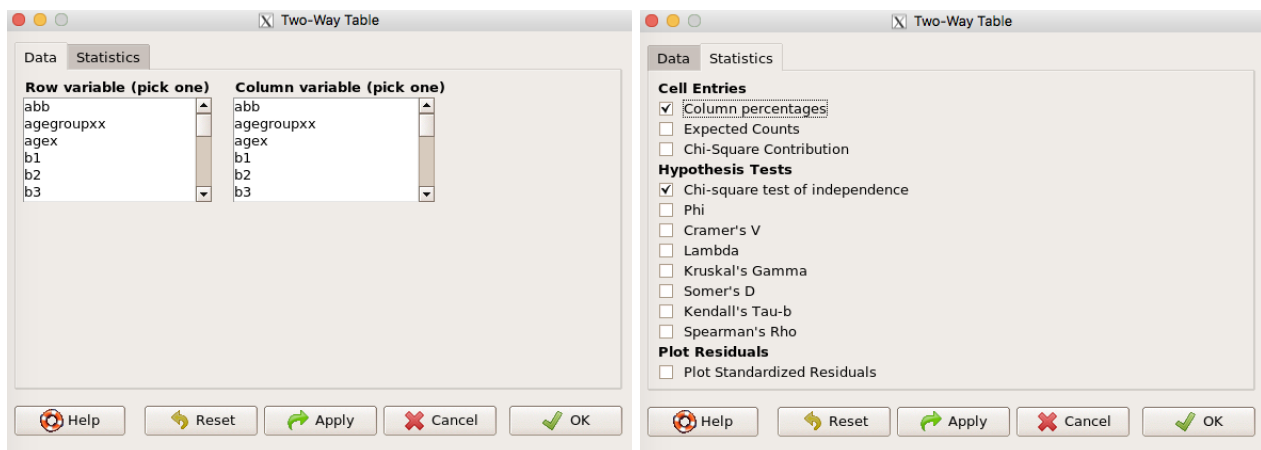 Two-Way Table
Data Statistics
Row variable (pick one) Column variable (pick one)
abb abb
agegroupxx agegroupxx
agex agex
b1 b1
b2 b2
b3 b3
Help Reset Apply Cancel OK
Two-Way Table
Data Statistics
Cell Entries
Column percentages
Expected Counts
Chi-Square Contribution
Hypothesis Tests
Chi-square test of independence
Phi
Cramer's V
Lambda
Kruskal's Gamma
Somer's D
Kendall's Tau-b
Spearman's Rho
Plot Residuals
Plot Standardized Residuals
Help Reset Apply Cancel OK